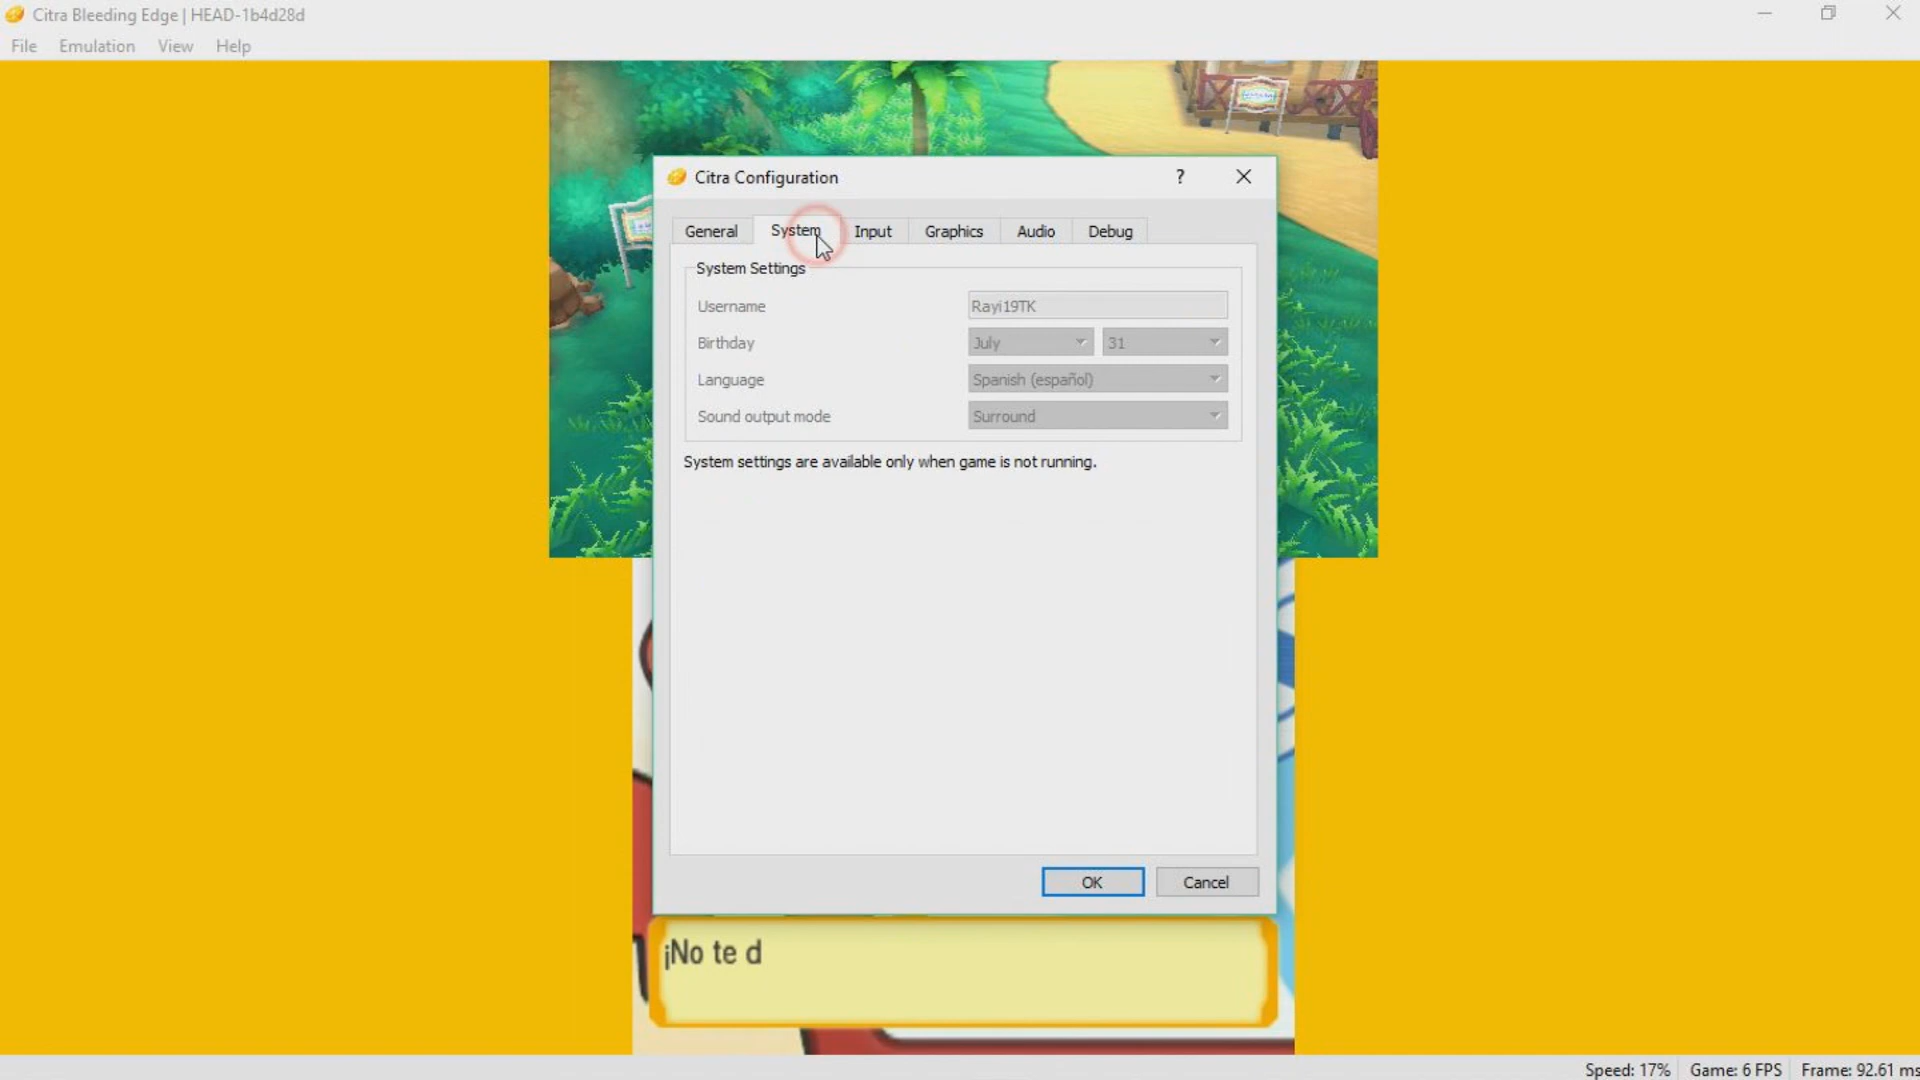 Citra Bleeding Edge | HEAD-1b4d28d
File Emulation View Help
Citra Configuration
?
General System Input Graphics Audio Debug
System Settings
Username Rayi19TK
Birthday July 31
Language Spanish (español)
Sound output mode Surround
System settings are available only when game is not running.
OK Cancel
¡No te d
Speed: 17% Game: 6 FPS Frame: 92.61 ms